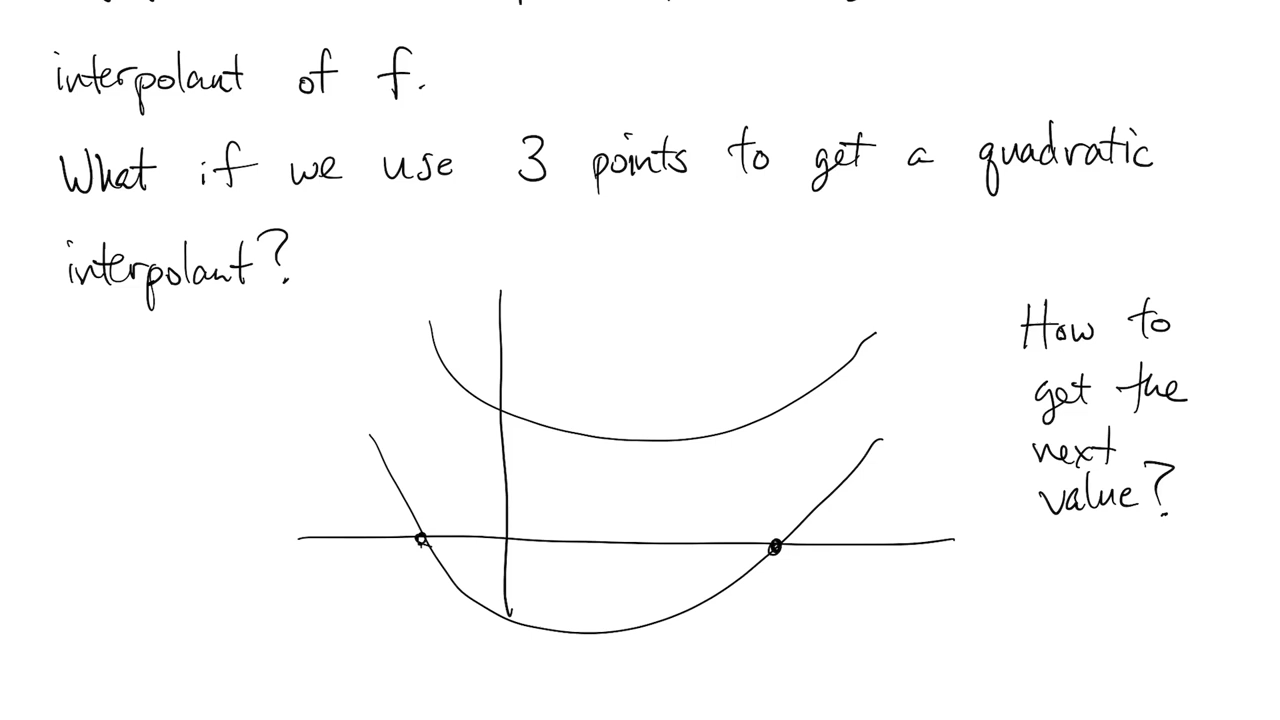 interpolant of f.
What if we use 3 points to get a quadratic
interpolant?
How to
get the
next
value?